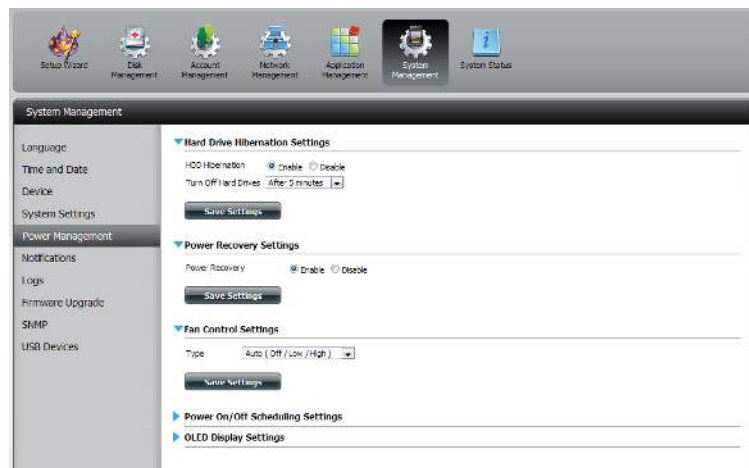 Setup Wizard
Disk Management
Account Management
Network Management
Application Management
System Management
System Status
System Management
Language
Time and Date
Device
System Settings
Power Management
Notifications
Logs
Firmware Upgrade
SNMP
USB Devices
Hard Drive Hibernation Settings
HDD Hibernation Enable Disable
Turn Off Hard Drives After 5 minutes
Save Settings
Power Recovery Settings
Power Recovery Enable Disable
Save Settings
Fan Control Settings
Type Auto ( Off / Low / High )
Save Settings
Power On/Off Scheduling Settings
OLED Display Settings